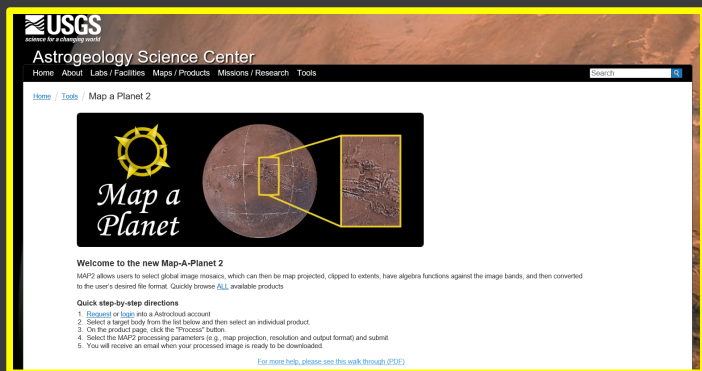 USGS
science for a changing world
Astrogeology Science Center
Home About Labs / Facilities Maps / Products Missions / Research Tools Search
Home / Tools / Map a Planet 2
Map a
Planet
Welcome to the new Map-A-Planet 2
MAP2 allows users to select global image mosaics, which can then be map projected, clipped to extents, have algebra functions against the image bands, and then converted
to the user's desired file format. Quickly browse ALL available products
Quick step-by-step directions
1. Request or login into a Astrocloud account
2. Select a target body from the list below and then select an individual product.
3. On the product page, click the "Process" button.
4. Select the MAP2 processing parameters (e.g., map projection, resolution and output format) and submit
5. You will receive an email when your processed image is ready to be downloaded.
For more help, please see this walk through (PDF)